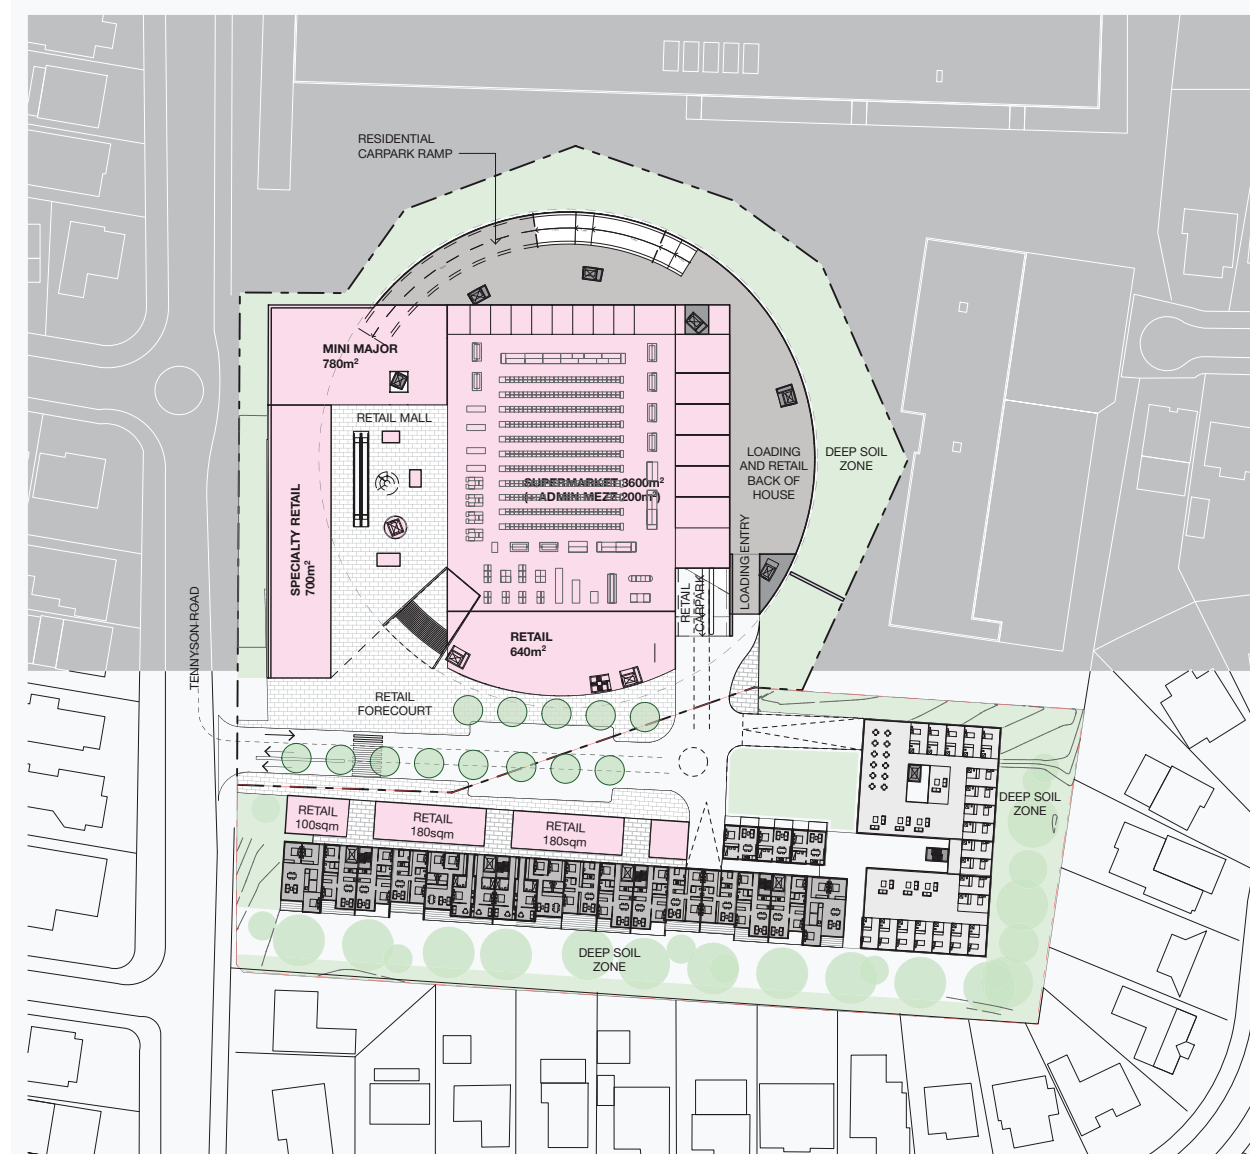 RESIDENTIAL
CARPARK RAMP
MINI MAJOR
780m²
RETAIL MALL
SUPERMARKET 3600m²
(+ ADMIN MEZZ 200m²)
LOADING
AND RETAIL
BACK OF
HOUSE
DEEP SOIL
ZONE
SPECIALTY RETAIL
700m²
LOADING ENTRY
RETAIL
CARPARK
TENNYSON ROAD
RETAIL
640m²
RETAIL
FORECOURT
RETAIL
100sqm
RETAIL
180sqm
RETAIL
180sqm
DEEP SOIL
ZONE
DEEP SOIL
ZONE